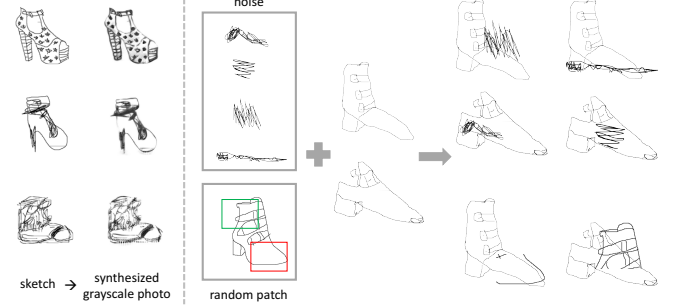 noise
sketch → synthesized
grayscale photo
random patch